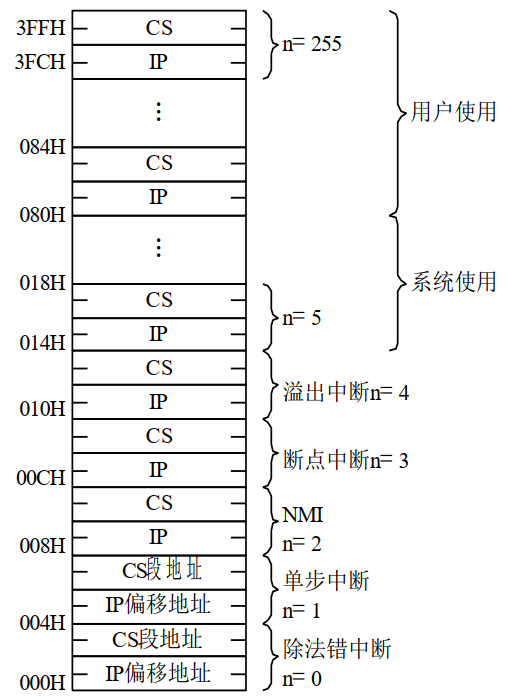 3FFH CS
n= 255
3FCH IP
⋮
用户使用
084H
CS
IP
080H
⋮
018H
系统使用
CS
n= 5
IP
014H
CS
溢出中断n= 4
IP
010H
CS
断点中断n= 3
IP
00CH
CS
NMI
IP
n= 2
008H
CS段地址
单步中断
IP偏移地址
n= 1
004H
CS段地址
除法错中断
IP偏移地址
n= 0
000H